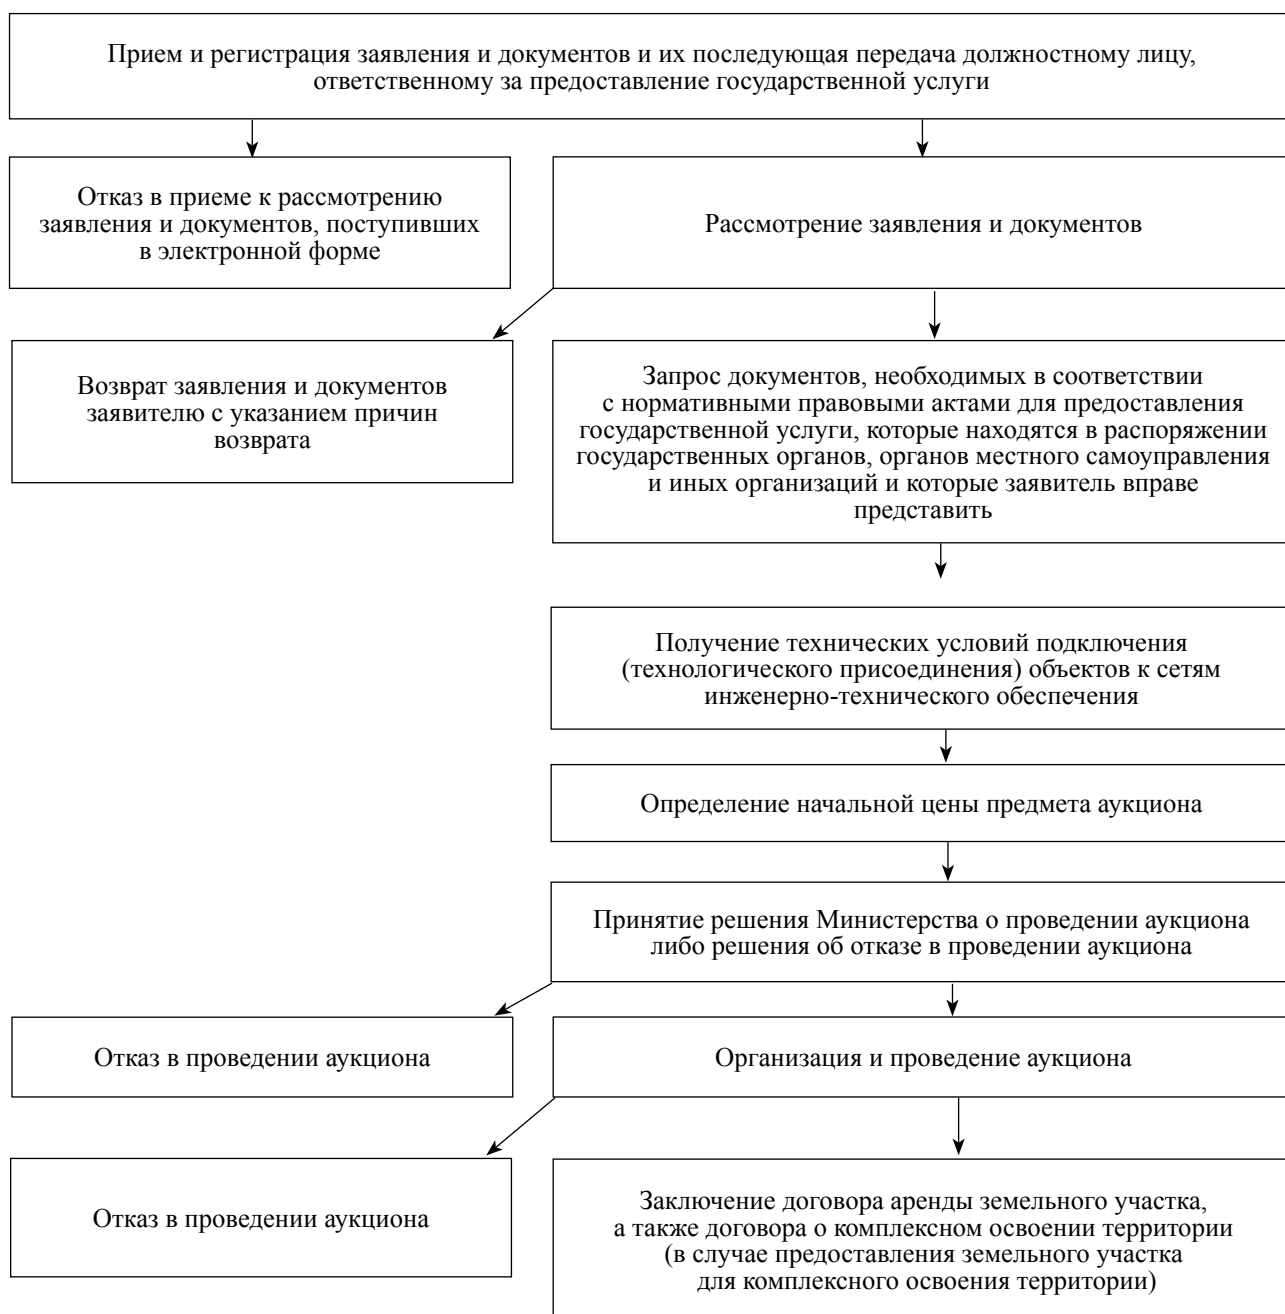 Прием и регистрация заявления и документов и их последующая передача должностному лицу,
ответственному за предоставление государственной услуги
Отказ в приеме к рассмотрению
заявления и документов, поступивших
в электронной форме
Рассмотрение заявления и документов
Возврат заявления и документов
заявителю с указанием причин
возврата
Запрос документов, необходимых в соответствии
с нормативными правовыми актами для предоставления
государственной услуги, которые находятся в распоряжении
государственных органов, органов местного самоуправления
и иных организаций и которые заявитель вправе
представить
Получение технических условий подключения
(технологического присоединения) объектов к сетям
инженерно-технического обеспечения
Определение начальной цены предмета аукциона
Принятие решения Министерства о проведении аукциона
либо решения об отказе в проведении аукциона
Отказ в проведении аукциона
Организация и проведение аукциона
Отказ в проведении аукциона
Заключение договора аренды земельного участка,
а также договора о комплексном освоении территории
(в случае предоставления земельного участка
для комплексного освоения территории)